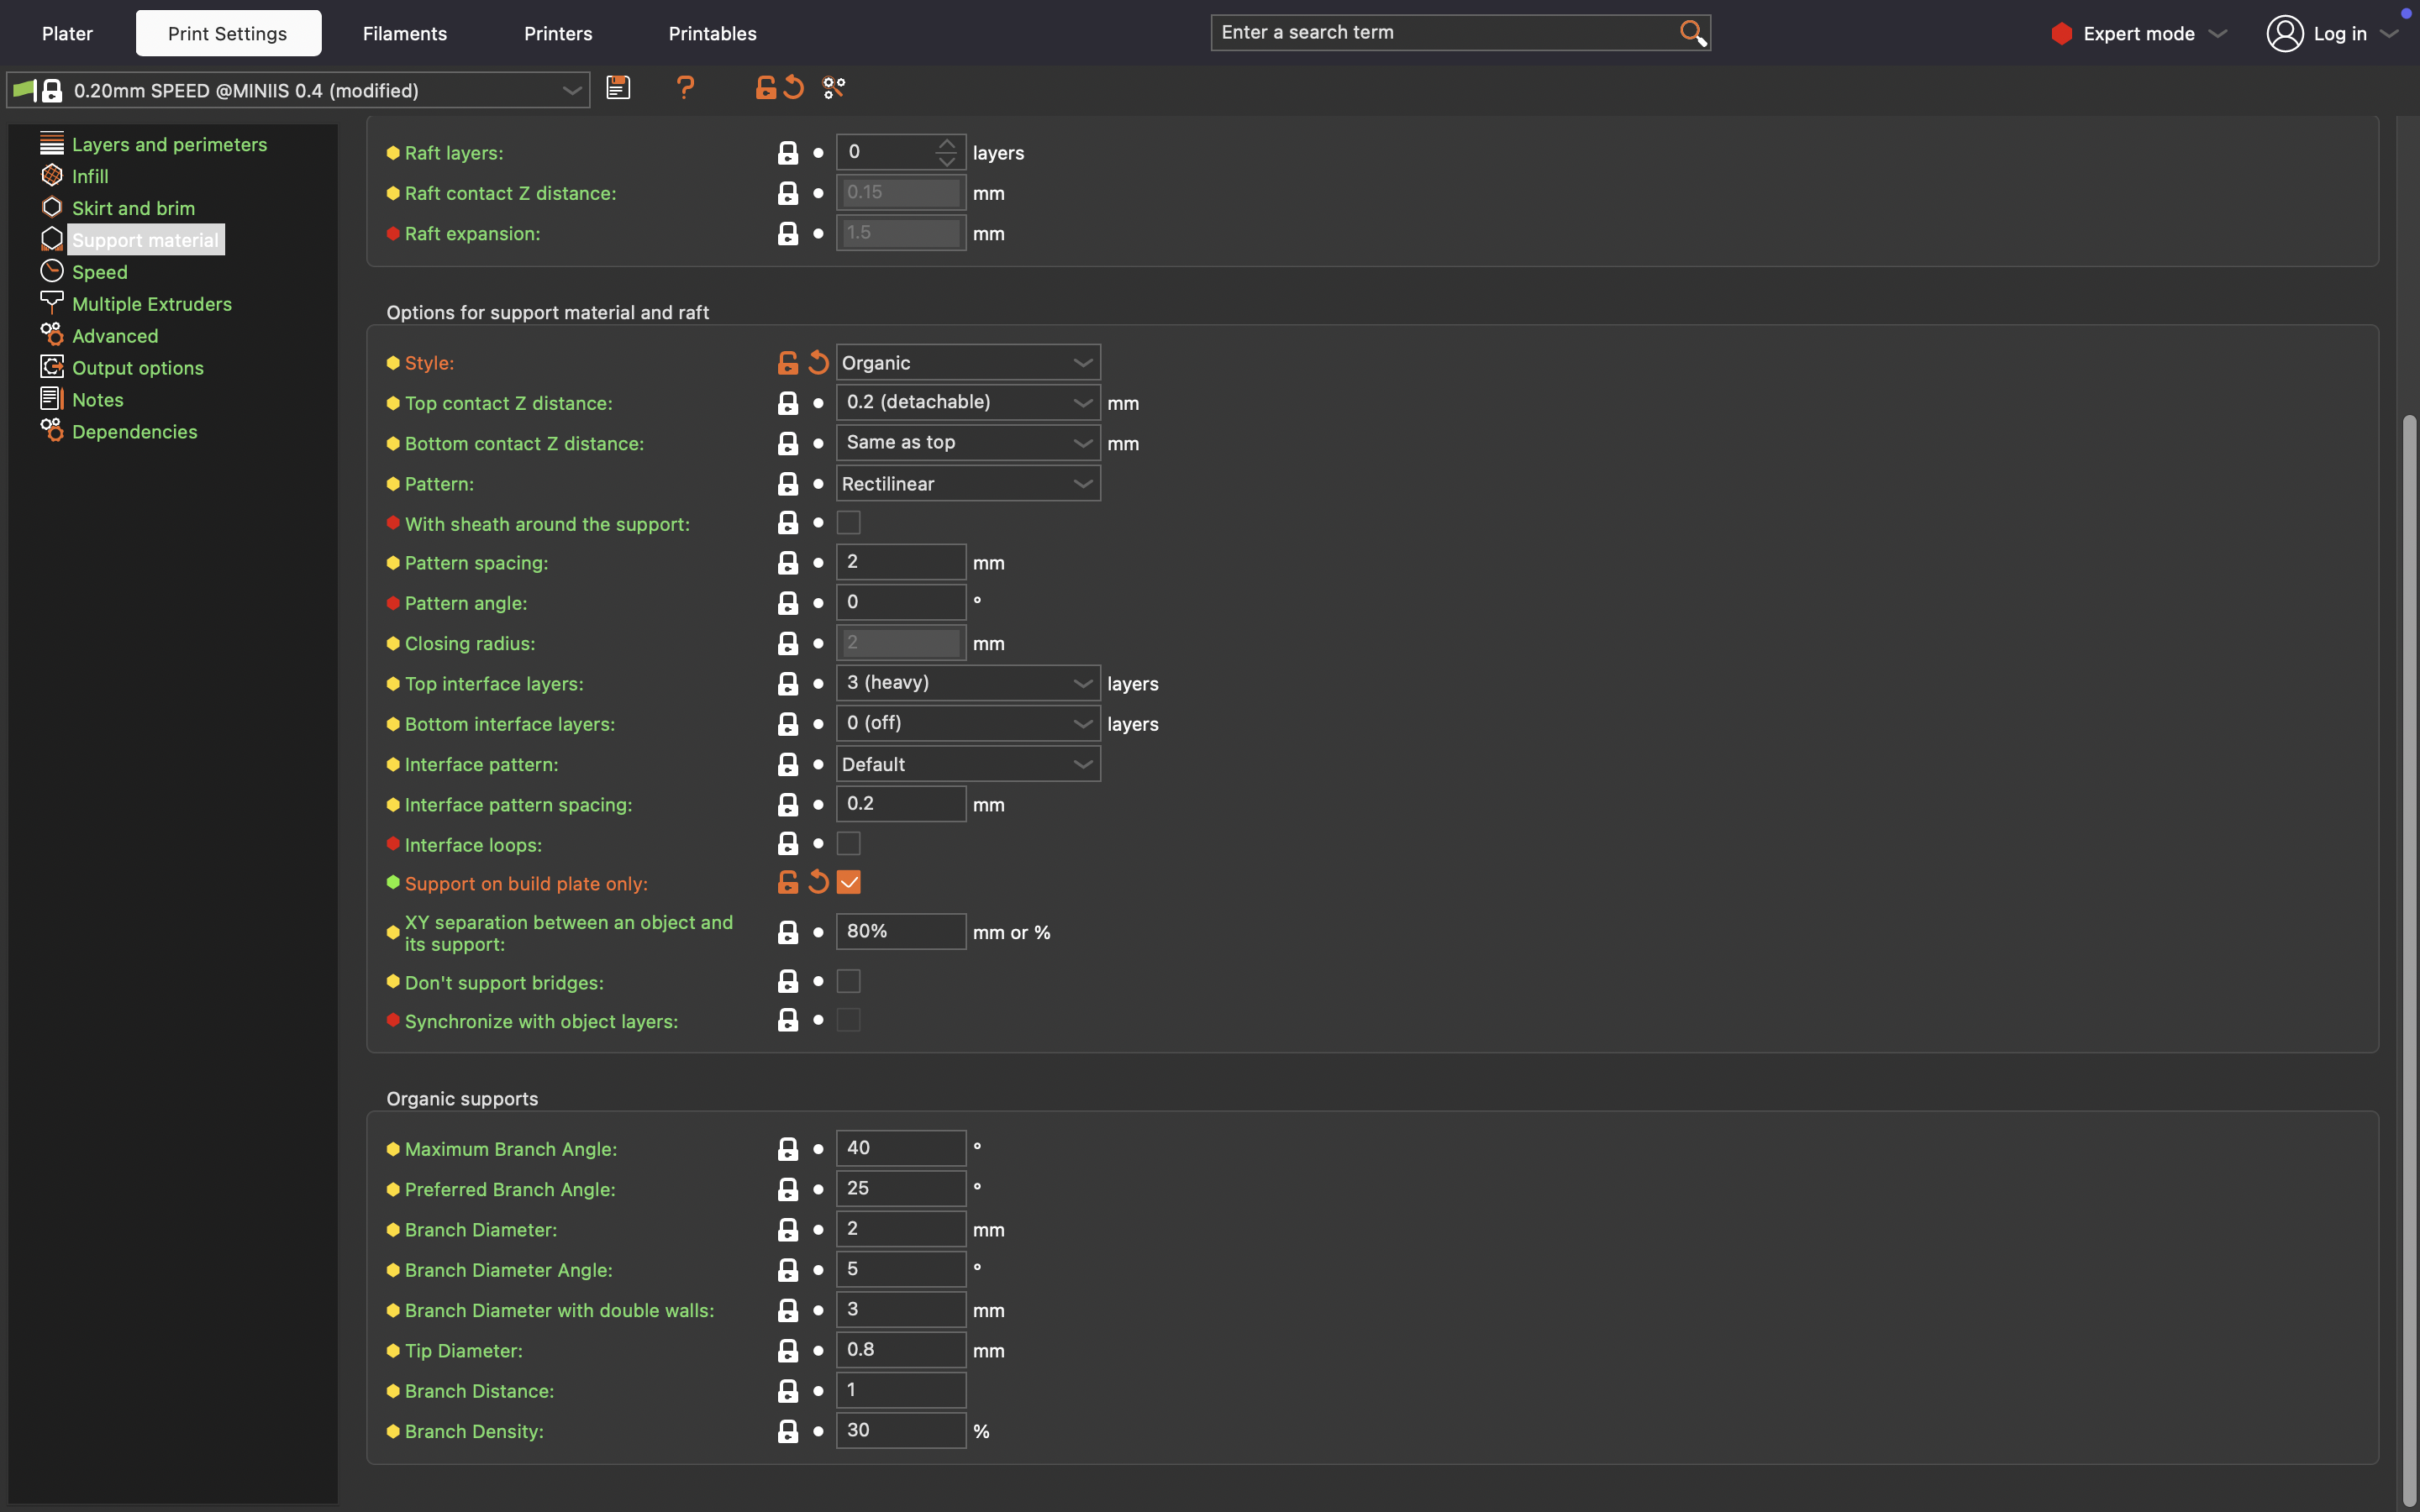 Plater Print Settings Filaments Printers Printables Enter a search term Expert mode Log in
0.20mm SPEED @MINIIS 0.4 (modified) ?
Layers and perimeters
Infill
Skirt and brim
Support material
Speed
Multiple Extruders
Advanced
Output options
Notes
Dependencies
Raft layers: 0 layers
Raft contact Z distance: 0.15 mm
Raft expansion: 1.5 mm
Options for support material and raft
Style: Organic
Top contact Z distance: 0.2 (detachable) mm
Bottom contact Z distance: Same as top mm
Pattern: Rectilinear
With sheath around the support:
Pattern spacing: 2 mm
Pattern angle: 0 °
Closing radius: 2 mm
Top interface layers: 3 (heavy) layers
Bottom interface layers: 0 (off) layers
Interface pattern: Default
Interface pattern spacing: 0.2 mm
Interface loops:
Support on build plate only:
XY separation between an object and
its support: 80% mm or %
Don't support bridges:
Synchronize with object layers:
Organic supports
Maximum Branch Angle: 40 °
Preferred Branch Angle: 25 °
Branch Diameter: 2 mm
Branch Diameter Angle: 5 °
Branch Diameter with double walls: 3 mm
Tip Diameter: 0.8 mm
Branch Distance: 1
Branch Density: 30 %